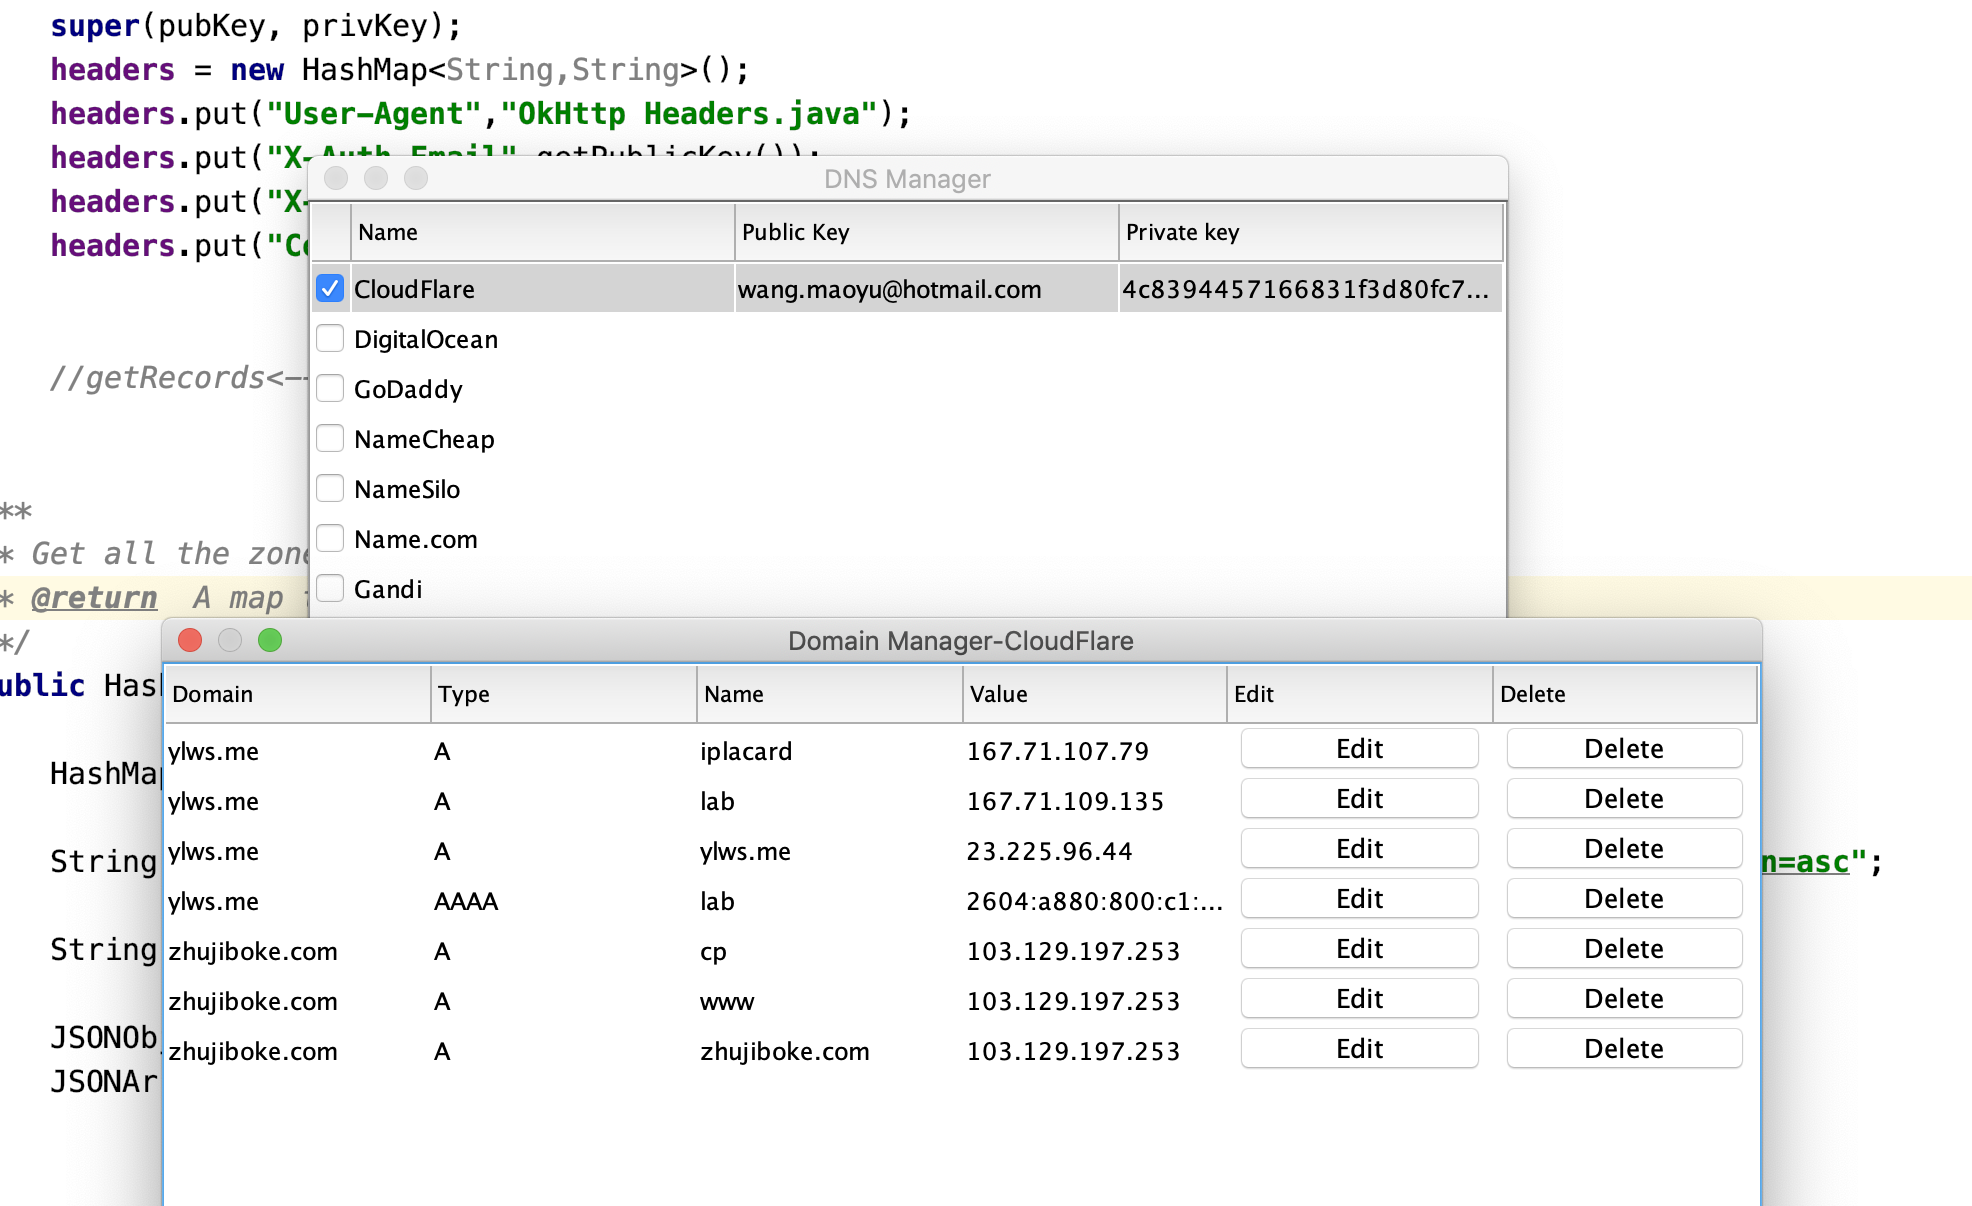 super(pubKey, privKey);
headers = new HashMap<String,String>();
headers.put("User-Agent","OkHttp Headers.java");
headers.put("X-Auth Email" getPublicKey());
headers.put("X-
headers.put("Co
//getRecords<--
**
* Get all the zone
* @return A map
*/
ublic Hash
HashMap
String
String
JSONOb
JSONAr
n=asc";
DNS Manager
Name Public Key Private key
CloudFlare wang.maoyu@hotmail.com 4c8394457166831f3d80fc7...
DigitalOcean
GoDaddy
NameCheap
NameSilo
Name.com
Gandi
Domain Manager-CloudFlare
Domain Type Name Value Edit Delete
ylws.me A iplacard 167.71.107.79 Edit Delete
ylws.me A lab 167.71.109.135 Edit Delete
ylws.me A ylws.me 23.225.96.44 Edit Delete
ylws.me AAAA lab 2604:a880:800:c1:... Edit Delete
zhujiboke.com A cp 103.129.197.253 Edit Delete
zhujiboke.com A www 103.129.197.253 Edit Delete
zhujiboke.com A zhujiboke.com 103.129.197.253 Edit Delete